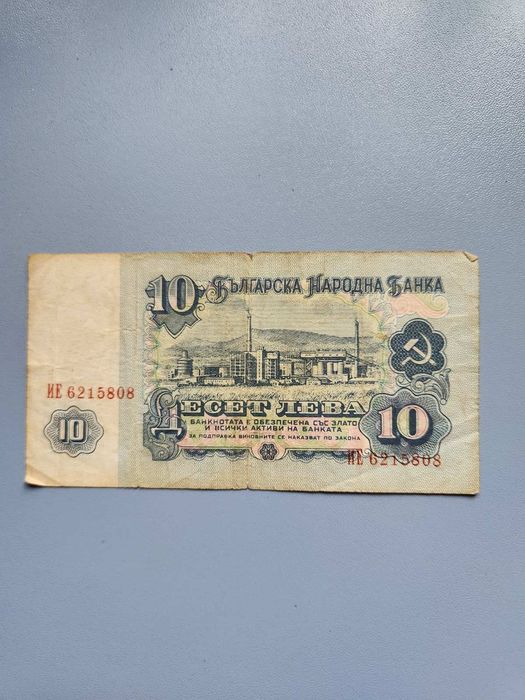 10 Българска Народна Банка
ИЕ 6215808
Десет Лева
10
10
БАНКНОТАТА Е ОБЕЗПЕЧЕНА СЪС ЗЛАТО
И ВСИЧКИ АКТИВИ НА БАНКАТА
ЗА ПОДПРАВКА ВИНОВНИТЕ СЕ НАКАЗВАТ ПО ЗАКОНА
ИЕ 6215808